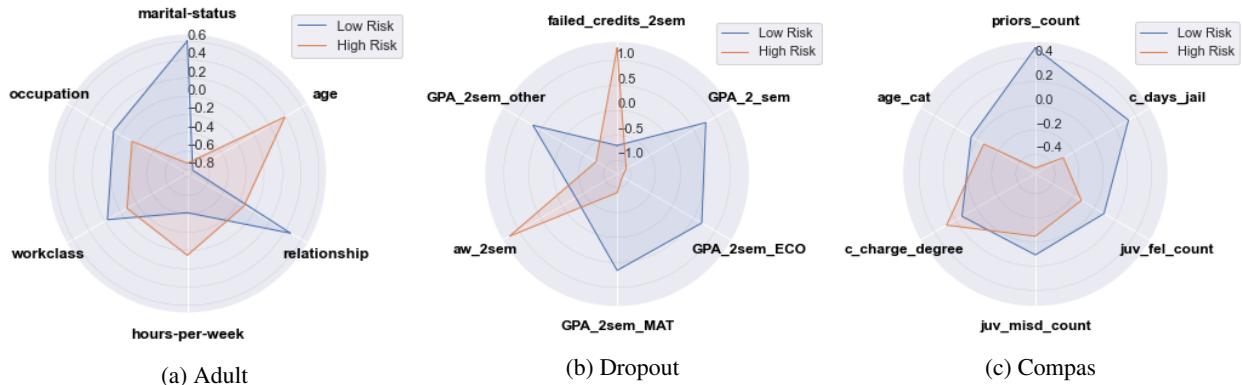 marital-status
0.6
0.4
0.2
0.0
-0.2
-0.4
-0.6
-0.8
Low Risk
High Risk
occupation
age
workclass
relationship
hours-per-week
(a) Adult
failed_credits_2sem
1.0
0.5
0.0
-0.5
-1.0
Low Risk
High Risk
GPA_2sem_other
GPA_2_sem
aw_2sem
GPA_2sem_ECO
GPA_2sem_MAT
(b) Dropout
priors_count
0.4
0.2
0.0
-0.2
-0.4
Low Risk
High Risk
age_cat
c_days_jail
c_charge_degree
juv_fel_count
juv_misd_count
(c) Compas